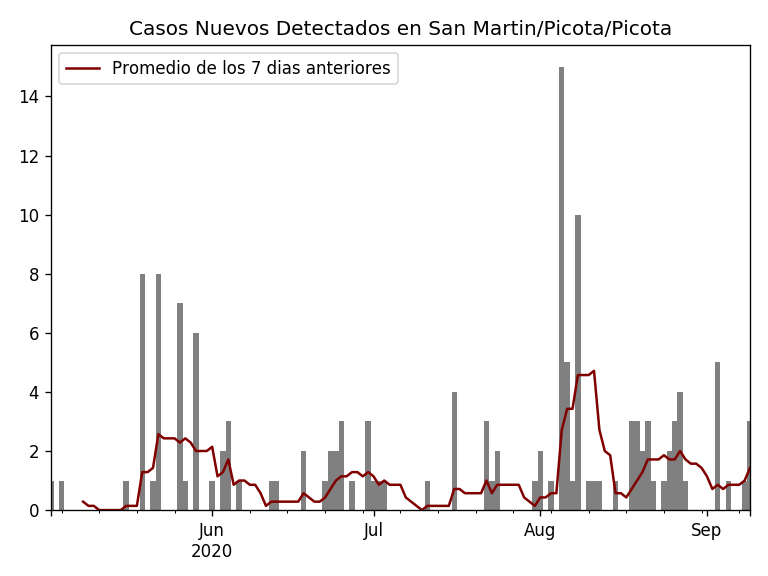 Casos Nuevos Detectados en San Martin/Picota/Picota
Promedio de los 7 dias anteriores
14
12
10
8
6
4
2
0
Jun
2020
Jul
Aug
Sep